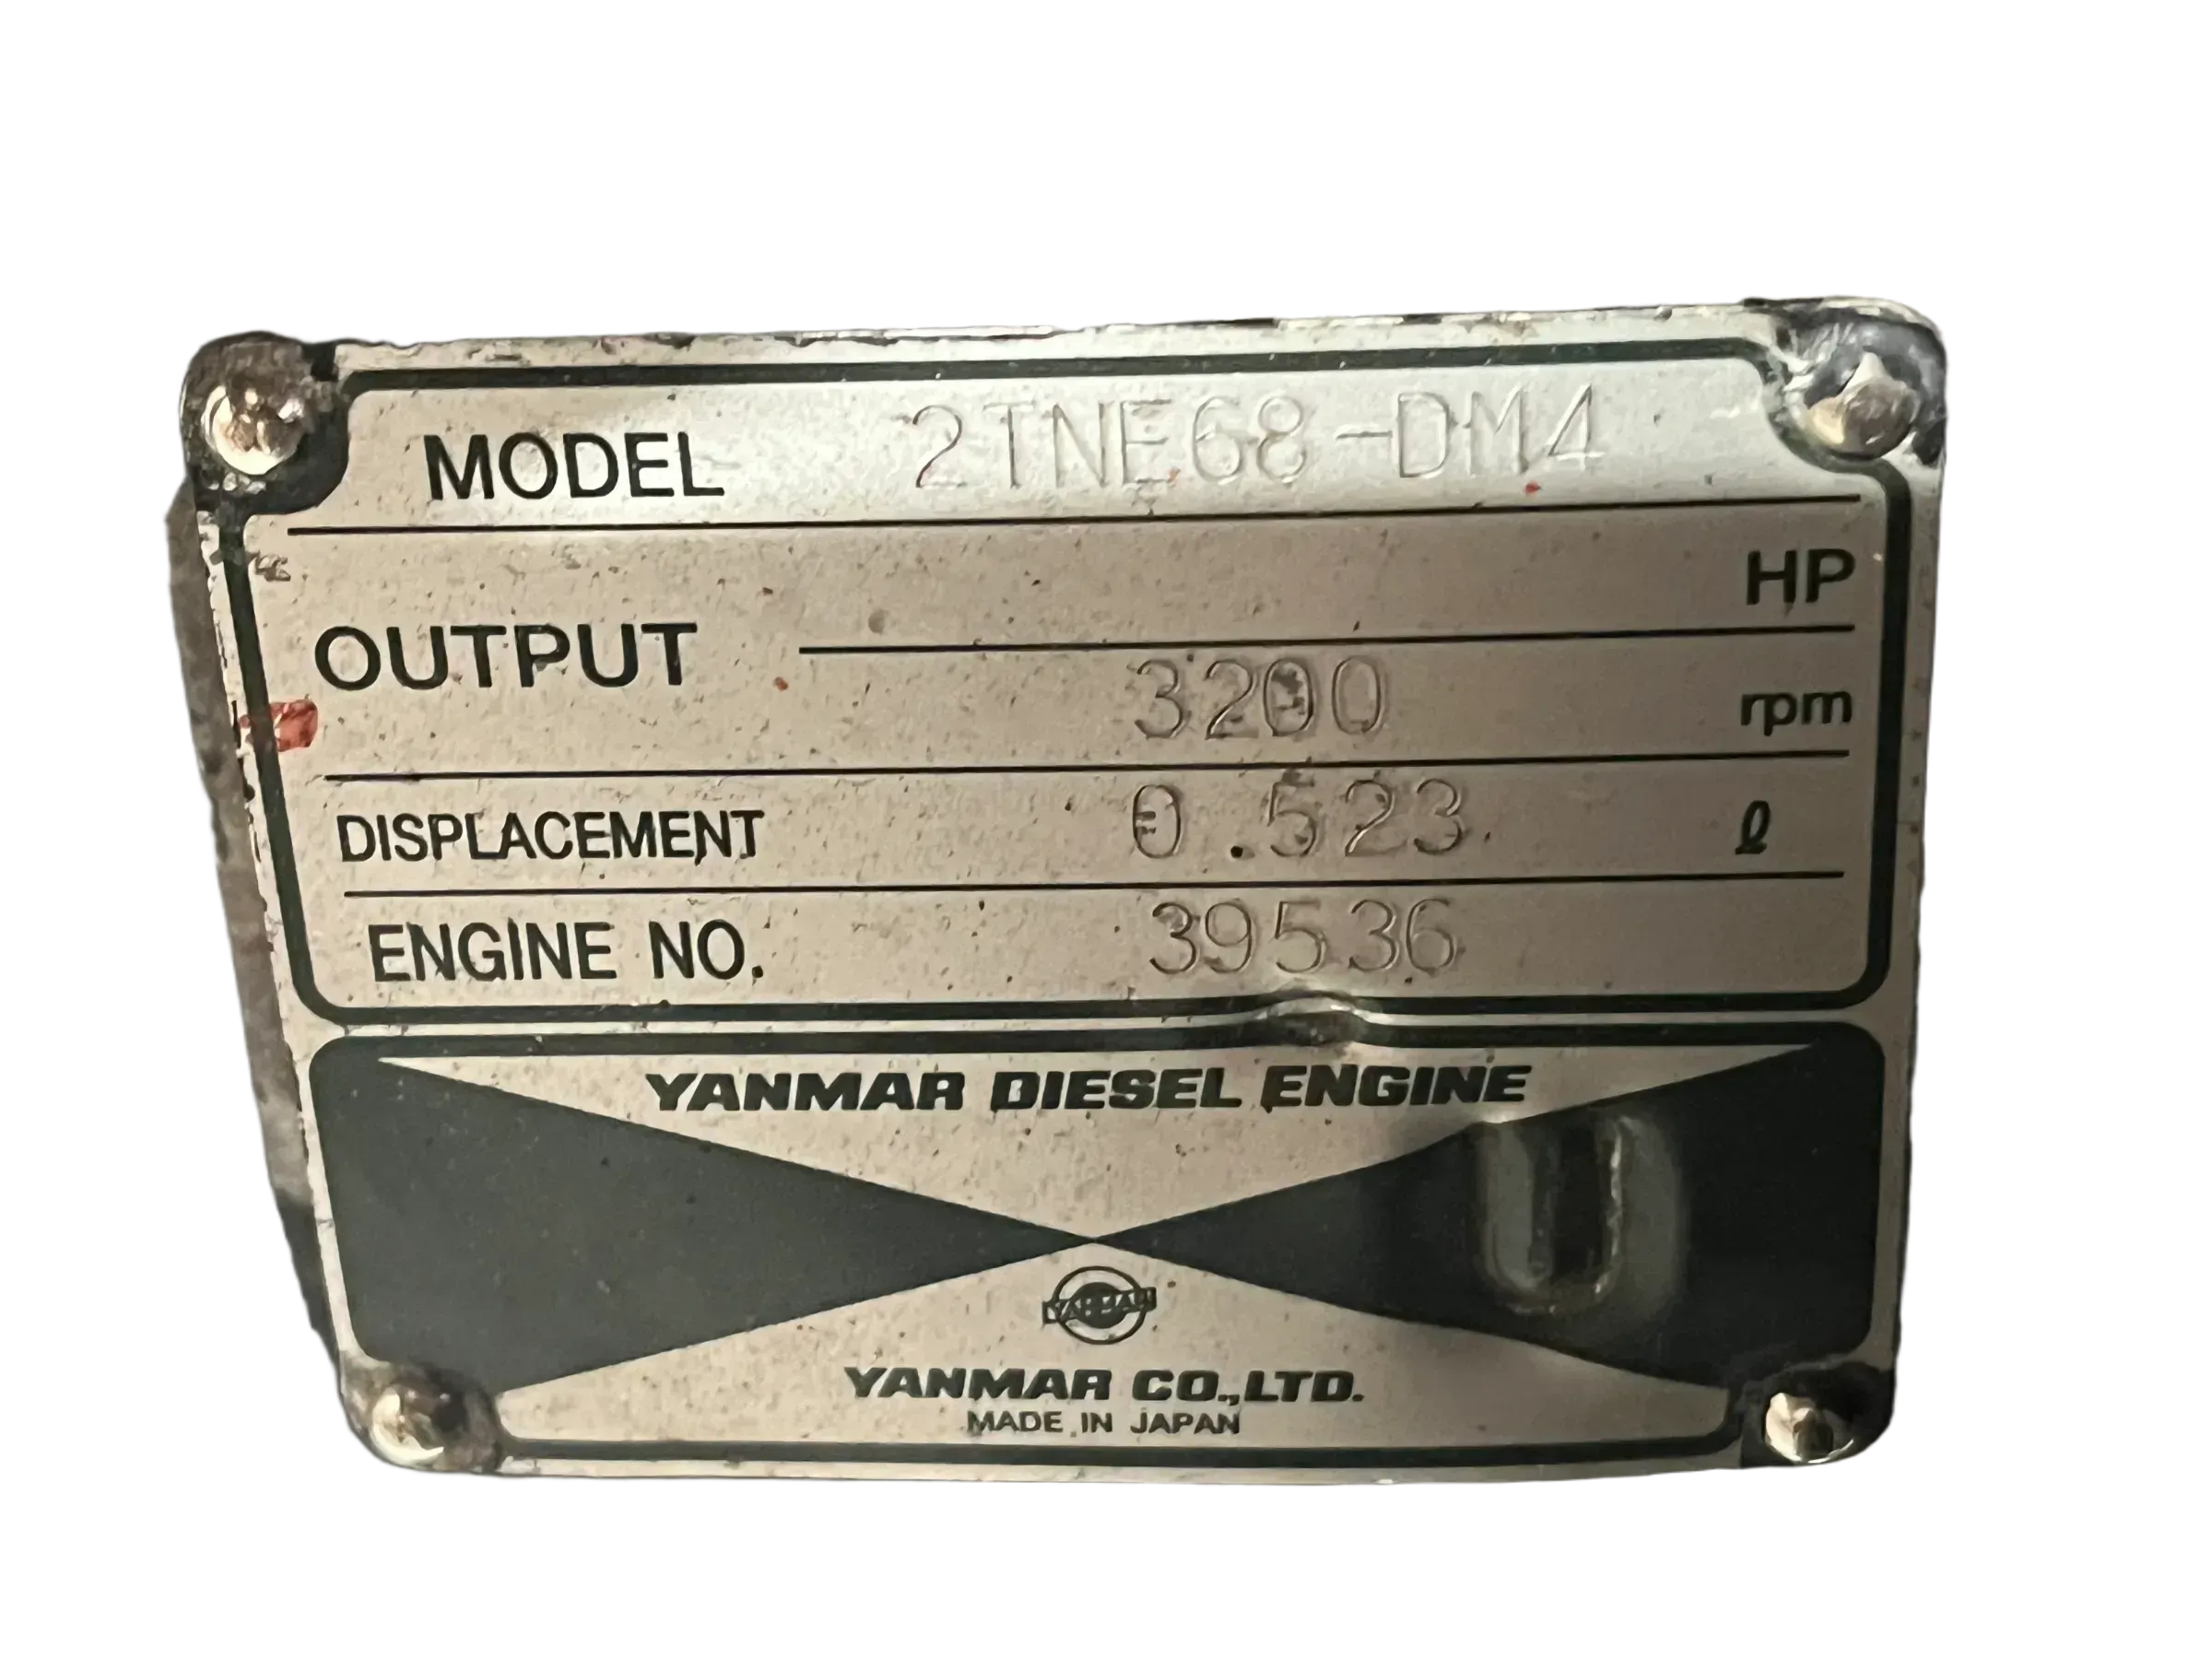 MODEL 2TNE68-DM4
HP
OUTPUT
3200 rpm
DISPLACEMENT 0.523 ℓ
ENGINE NO. 39536
YANMAR DIESEL ENGINE
YANMAR
YANMAR CO.,LTD.
MADE IN JAPAN